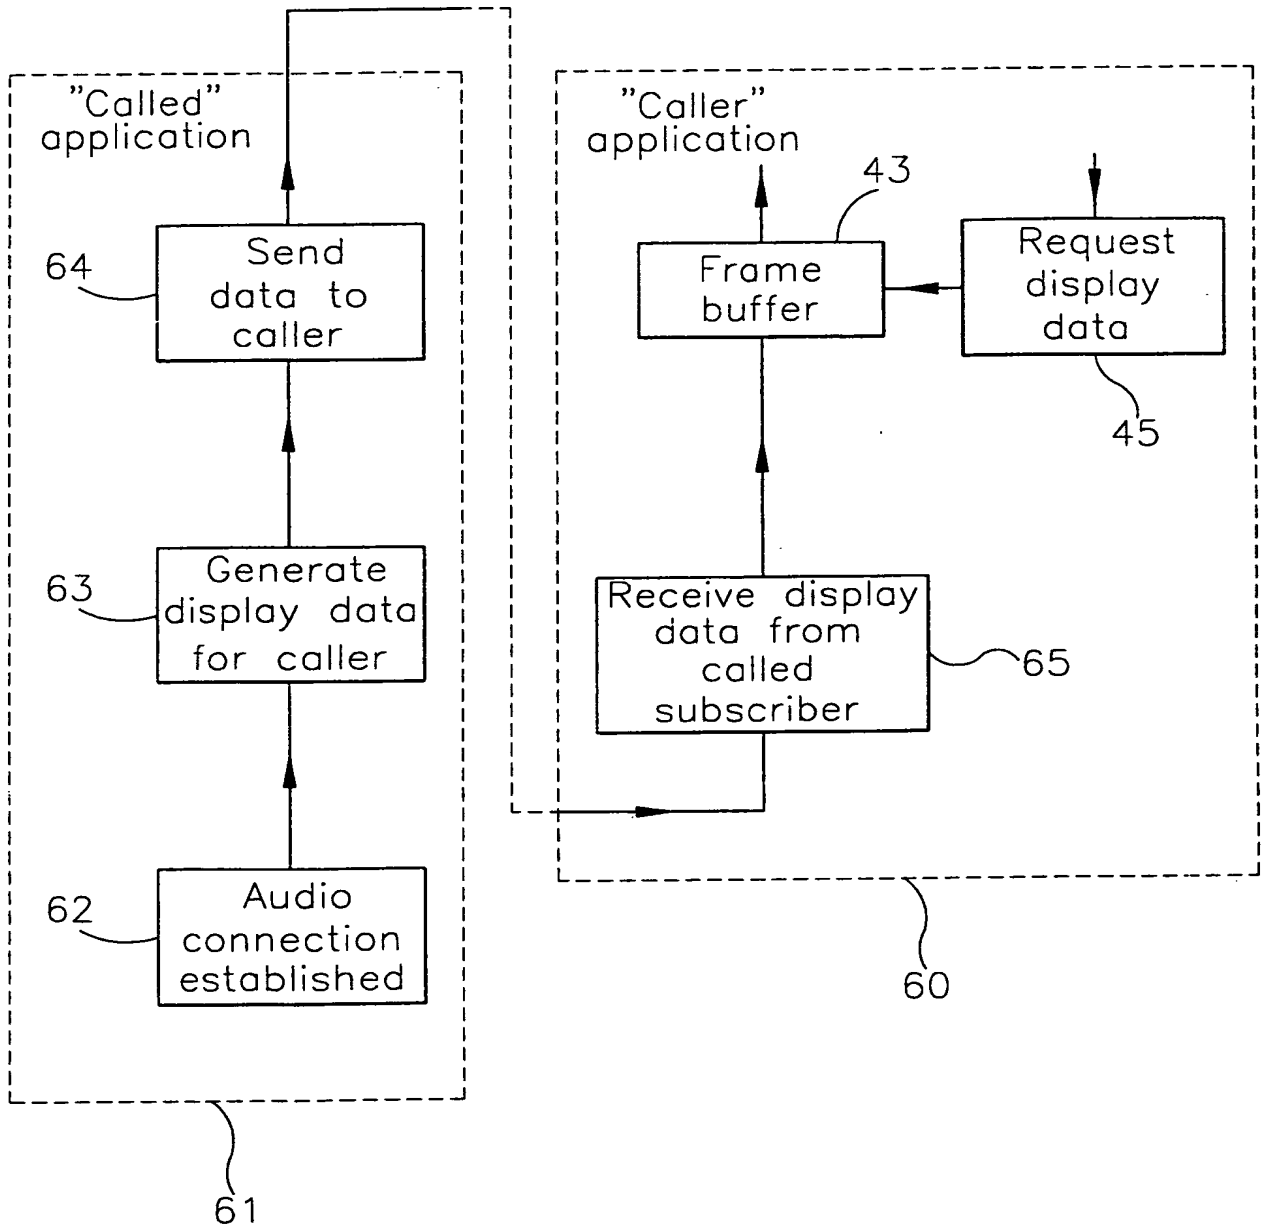 "Called"
application
64
Send
data to
caller
63
Generate
display data
for caller
62
Audio
connection
established
61
"Caller"
application
43
Frame
buffer
Request
display
data
45
Receive display
data from
called
subscriber
65
60